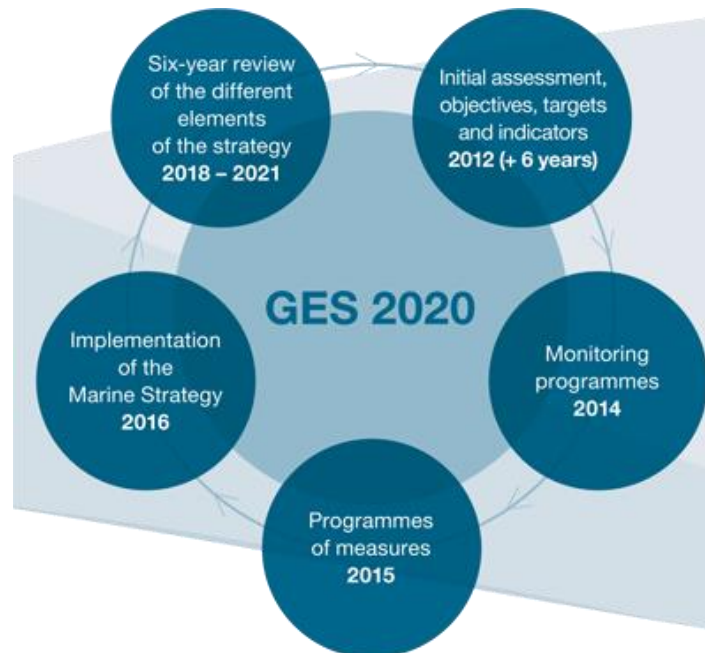 Six-year review
of the different
elements
of the strategy
2018 – 2021
Initial assessment,
objectives, targets
and indicators
2012 (+ 6 years)
GES 2020
Implementation
of the
Marine Strategy
2016
Monitoring
programmes
2014
Programmes
of measures
2015